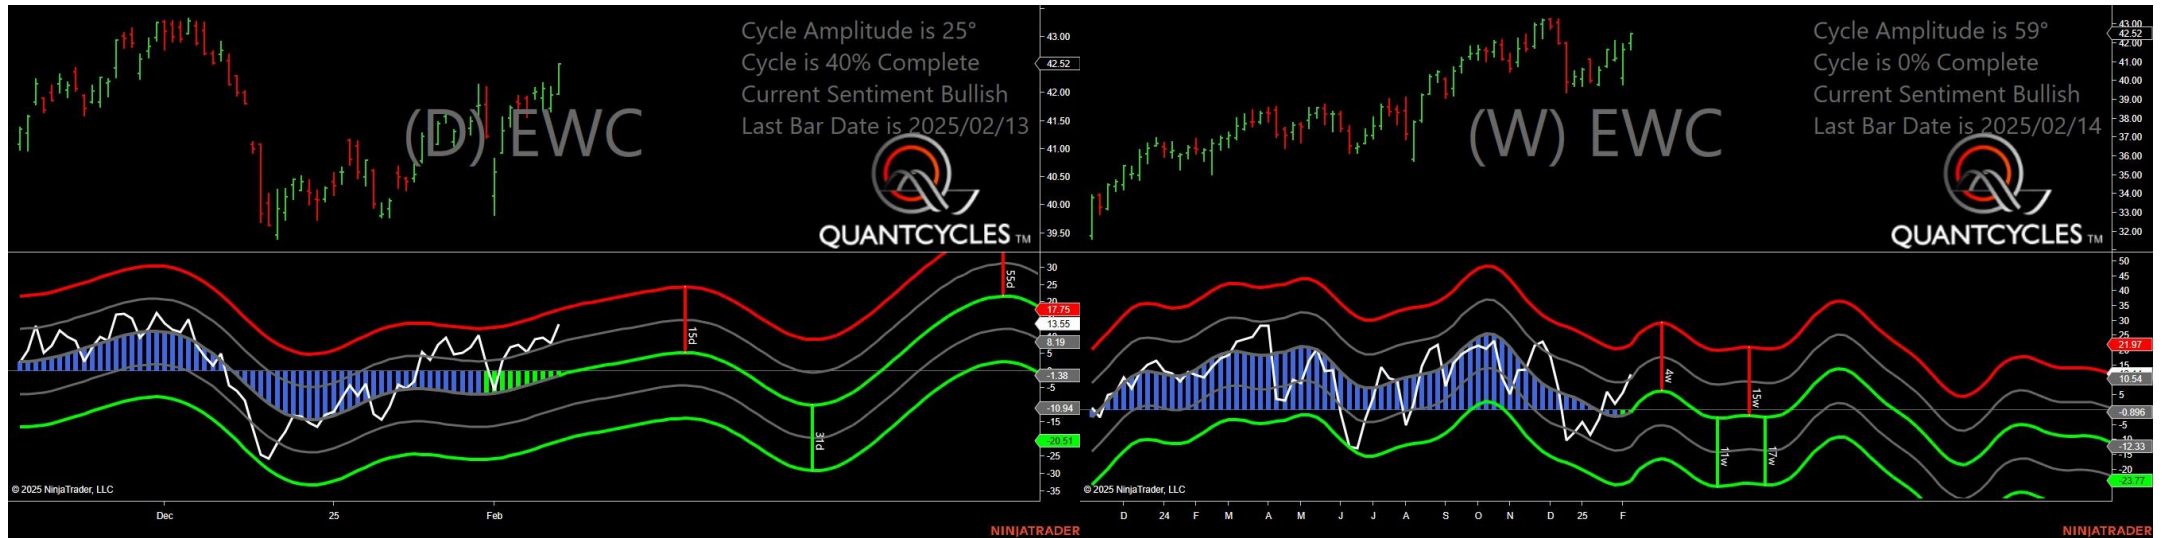 Cycle Amplitude is 25°
Cycle is 40% Complete
Current Sentiment Bullish
Last Bar Date is 2025/02/13
(D) EWC
QUANTCYCLES TM
43.00
42.52
42.00
41.50
41.00
40.50
40.00
39.50
15d
31d
55d
30
25
20
17.75
13.55
8.19
5
-1.38
-5
-10.94
-15
-20.51
-25
-30
-35
© 2025 NinjaTrader, LLC
Dec
25
Feb
NINJATRADER
Cycle Amplitude is 59°
Cycle is 0% Complete
Current Sentiment Bullish
Last Bar Date is 2025/02/14
(W) EWC
QUANTCYCLES TM
43.00
42.52
42.00
41.00
40.00
39.00
38.00
37.00
36.00
35.00
34.00
33.00
32.00
4w
15w
11w
17w
50
45
40
35
30
25
21.97
15
10.54
5
-0.896
-5
-12.33
-15
-20
-23.77
© 2025 NinjaTrader, LLC
D 24 F M A M J J A S O N D 25 F
NINJATRADER